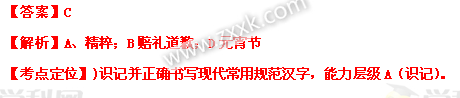 【答案】C
【解析】A、精粹；B赔礼道歉；D元宵节
【考点定位】)识记并正确书写现代常用规范汉字，能力层级A（识记）。